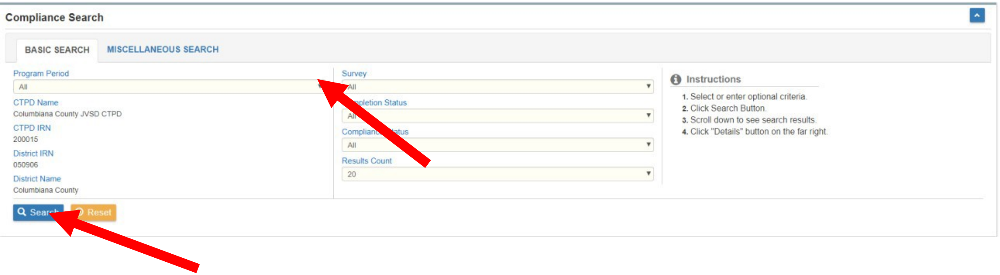 Compliance Search
BASIC SEARCH MISCELLANEOUS SEARCH
Program Period
All
CTPD Name
Columbiana County JVSD CTPD
CTPD IRN
200015
District IRN
050906
District Name
Columbiana County
Survey
All
Status
All
All
Results Count
20
Instructions
1. Select or enter optional criteria.
2. Click Search Button.
3. Scroll down to see search results.
4. Click "Details" button on the far right.
Search Reset